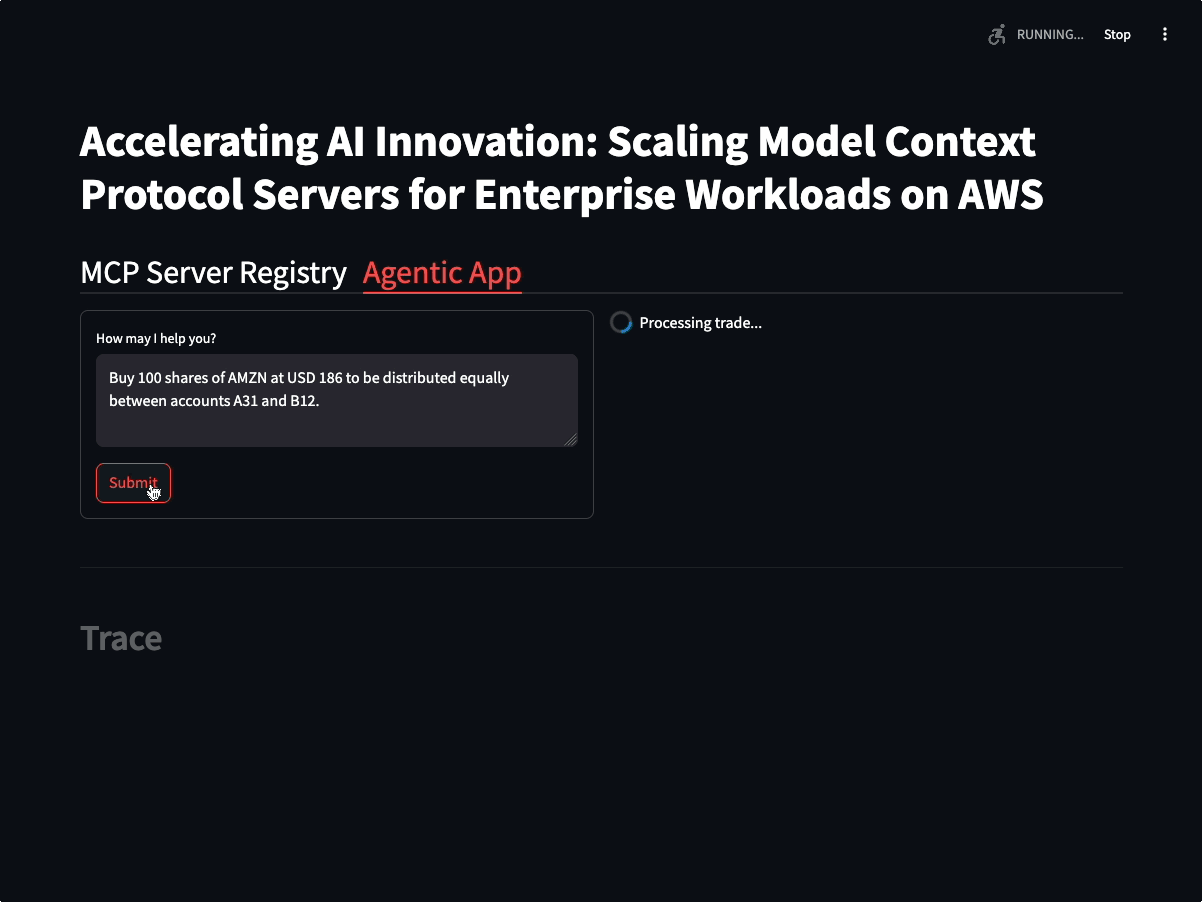 RUNNING... Stop
Accelerating AI Innovation: Scaling Model Context
Protocol Servers for Enterprise Workloads on AWS
MCP Server Registry Agentic App
How may I help you?
Processing trade...
Buy 100 shares of AMZN at USD 186 to be distributed equally
between accounts A31 and B12.
Submit
Trace